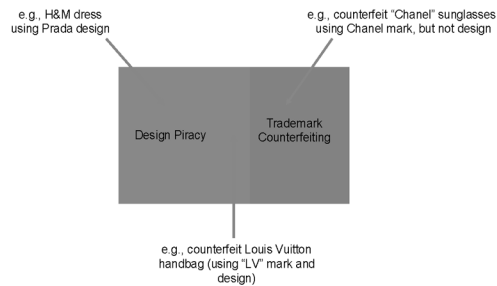 e.g., H&M dress
using Prada design
e.g., counterfeit "Chanel" sunglasses
using Chanel mark, but not design
Design Piracy
Trademark
Counterfeiting
e.g., counterfeit Louis Vuitton
handbag (using "LV" mark and
design)